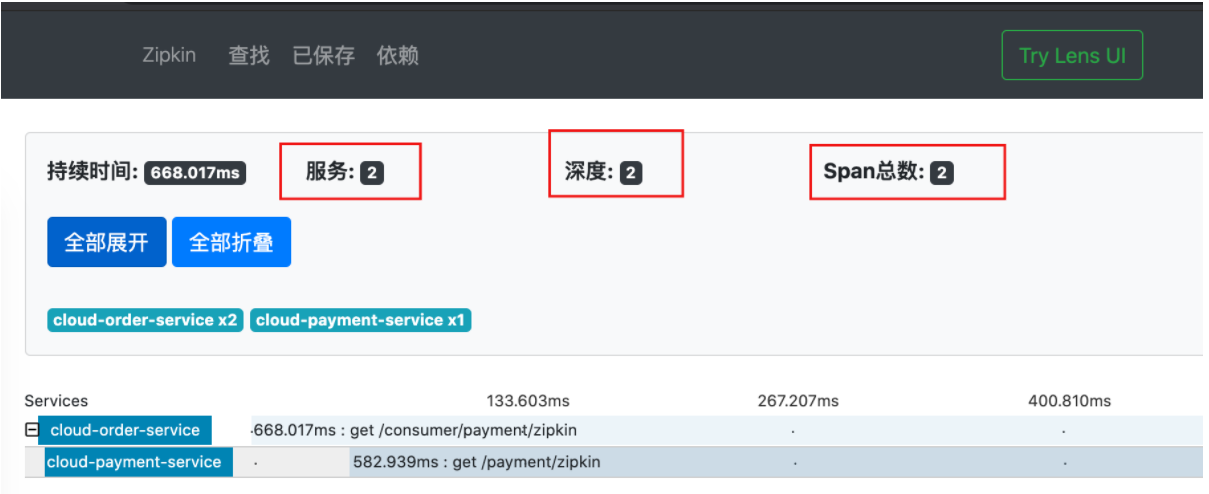 Zipkin 查找 已保存 依赖 Try Lens UI
持续时间: 668.017ms 服务: 2 深度: 2 Span总数: 2
全部展开 全部折叠
cloud-order-service x2 cloud-payment-service x1
Services 133.603ms 267.207ms 400.810ms
cloud-order-service 668.017ms : get /consumer/payment/zipkin
cloud-payment-service 582.939ms : get /payment/zipkin